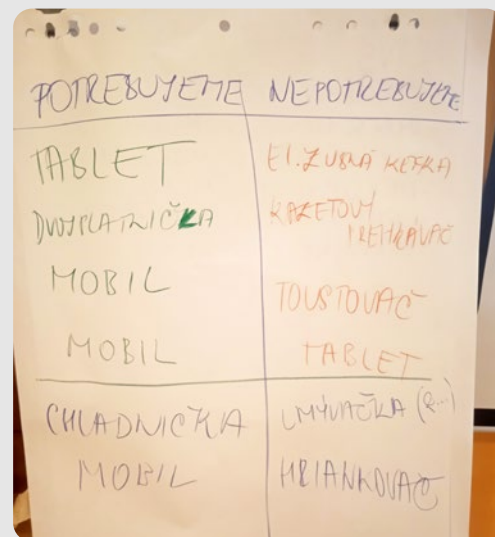 POTREBUJEME NEPOTREBUJEME
TABLET
EL. ZUBNÁ KEFKA
DVOJPLATNIČKA
KAZETOVÝ
PREHRÁVAČ
MOBIL
TOUSTOVAČ
MOBIL
TABLET
CHLADNIČKA
UMÝVAČKA (R...)
MOBIL
HRIANKOVAČ